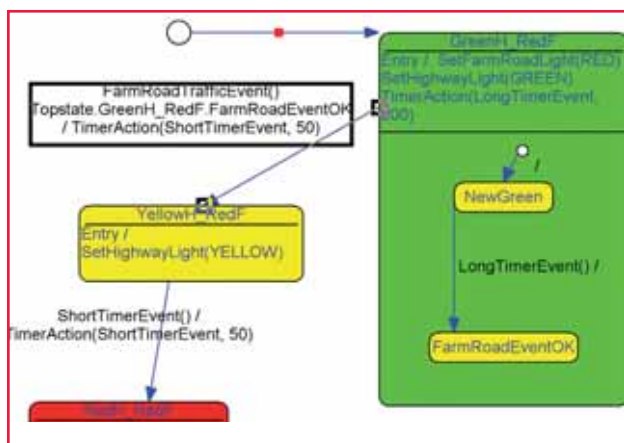 GreenH_RedF
Entry / SetFarmRoadLight(RED)
SetHighwayLight(GREEN)
TimerAction(LongTimerEvent,
FarmRoadTrafficEvent()
Topstate.GreenH_RedF.FarmRoadEventOK
/ TimerAction(ShortTimerEvent, 50)
/
NewGreen
YellowH_RedF
Entry /
SetHighwayLight(YELLOW)
LongTimerEvent() /
ShortTimerEvent() /
TimerAction(ShortTimerEvent, 50)
FarmRoadEventOK